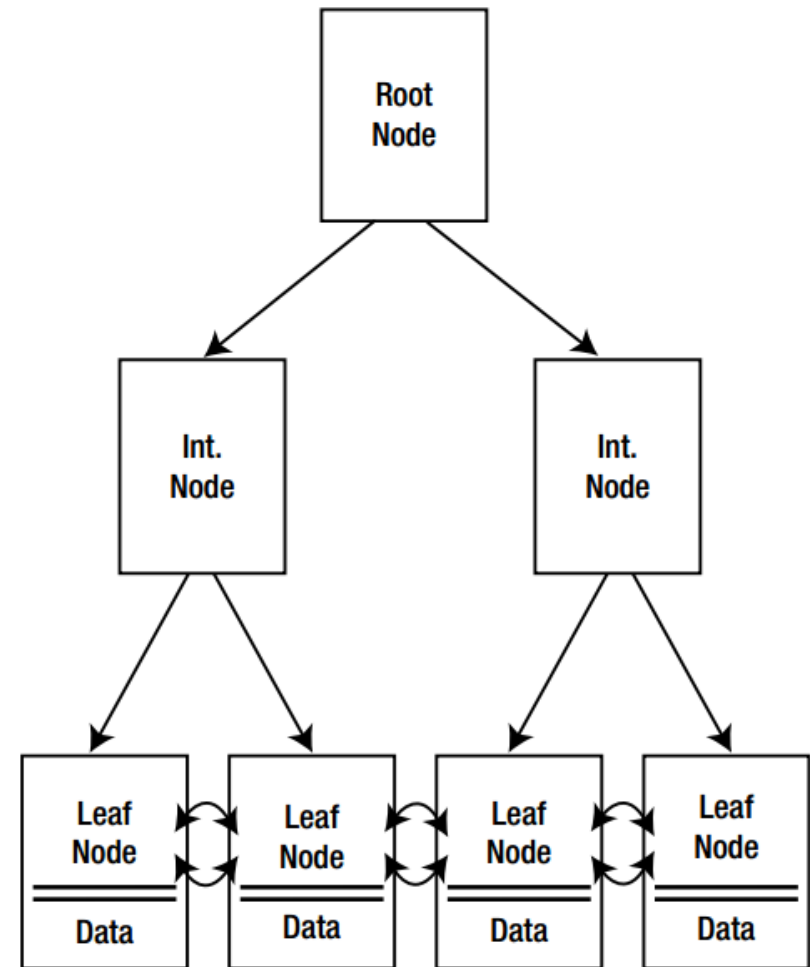 Root
Node
Int.
Node
Int.
Node
Leaf
Node
Data
Leaf
Node
Data
Leaf
Node
Data
Leaf
Node
Data